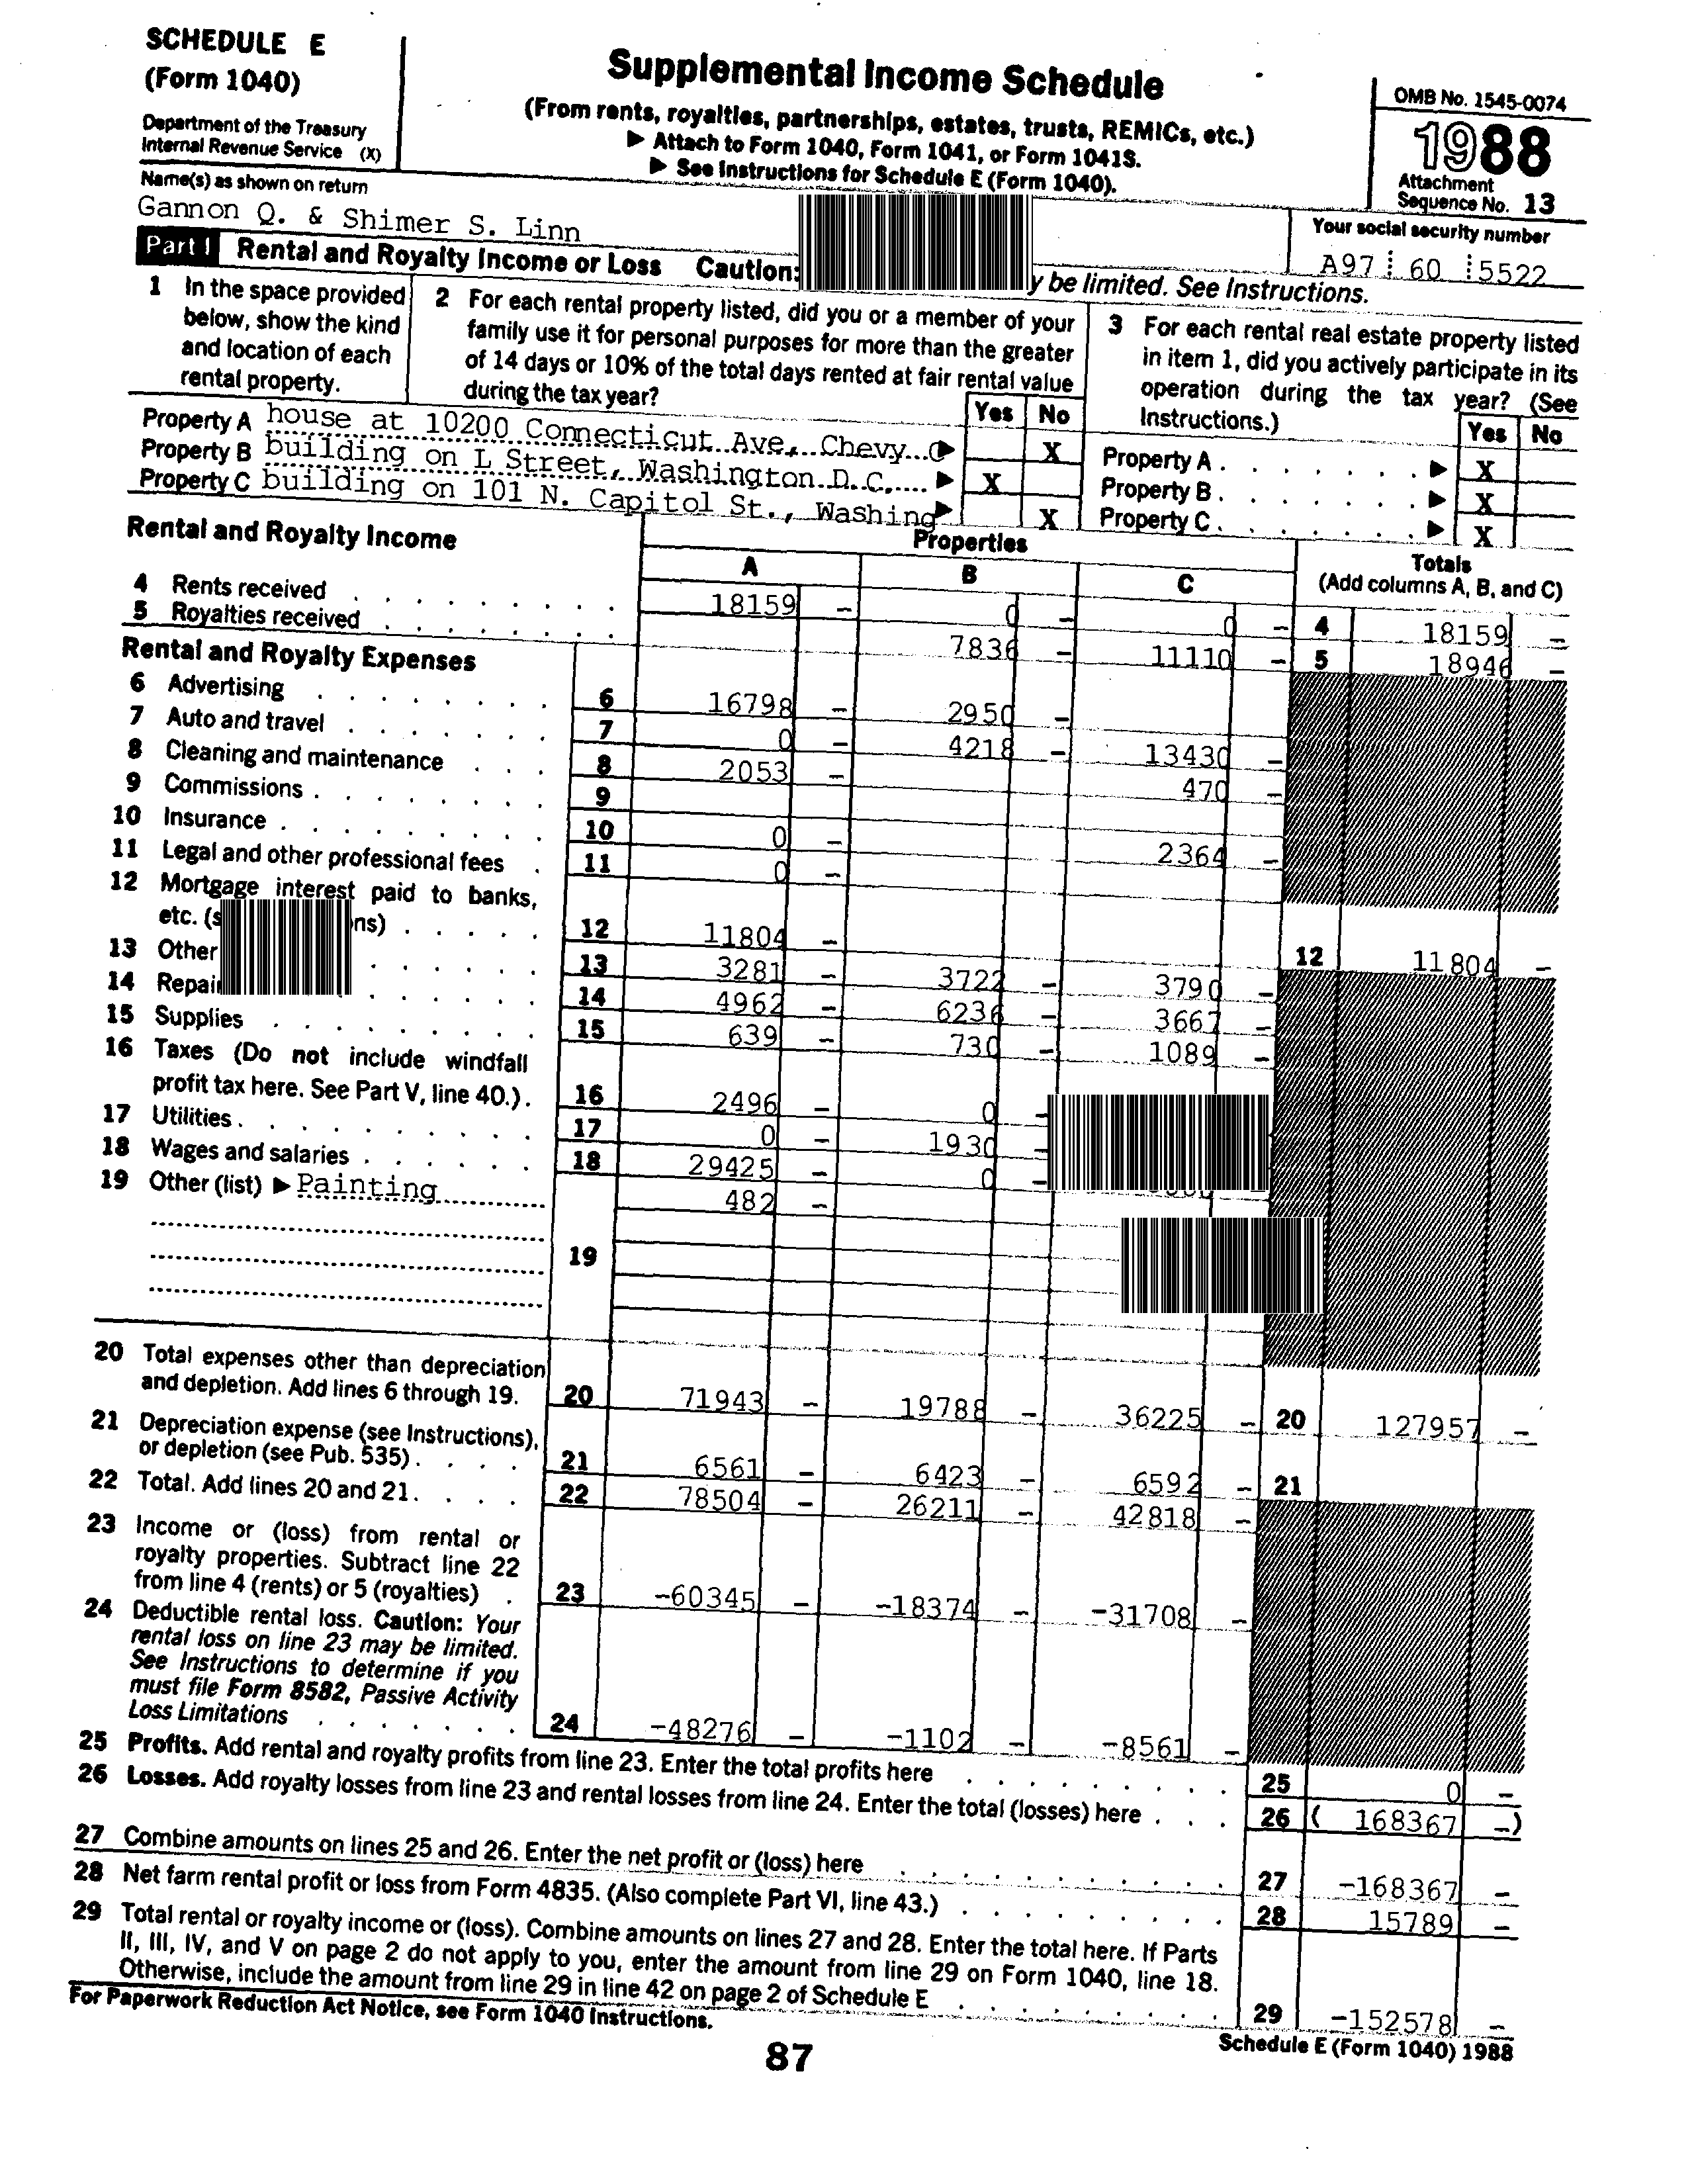 SCHEDULE E
(Form 1040)
Department of the Treasury
Internal Revenue Service (X)
Supplemental Income Schedule
(From rents, royalties, partnerships, estates, trusts, REMICs, etc.)
▶ Attach to Form 1040, Form 1041, or Form 1041S.
▶ See Instructions for Schedule E (Form 1040).
OMB No. 1545-0074
1988
Attachment
Sequence No. 13
Name(s) as shown on return
Gannon Q. & Shimer S. Linn
Your social security number
A97 60 5522
Part I Rental and Royalty Income or Loss Caution: y be limited. See Instructions.
1 In the space provided
below, show the kind
and location of each
rental property.
2 For each rental property listed, did you or a member of your
family use it for personal purposes for more than the greater
of 14 days or 10% of the total days rented at fair rental value
during the tax year?
Yes No
3 For each rental real estate property listed
in item 1, did you actively participate in its
operation during the tax year? (See
Instructions.)
Yes No
Property A house at 10200 Connecticut Ave, Chevy ▶ X
Property B building on L Street, Washington D.C. ▶ X
Property C building on 101 N. Capitol St., Washing ▶ X
Property A ▶ X
Property B ▶ X
Property C ▶ X
Rental and Royalty Income
Properties
A B C
Totals
(Add columns A, B, and C)
4 Rents received 18159 – 0 – 0 – 4 18159 –
5 Royalties received 7836 – 11110 – 5 18946 –
Rental and Royalty Expenses
6 Advertising 6 16798 – 2950 –
7 Auto and travel 7 0 – 4218 – 13430 –
8 Cleaning and maintenance 8 2053 – 470 –
9 Commissions 9
10 Insurance 10 0 – 2364 –
11 Legal and other professional fees 11 0 –
12 Mortgage interest paid to banks,
etc. (s ns) 12 11804 – 12 11804 –
13 Other 13 3281 – 3722 – 3790 –
14 Repai 14 4962 – 6236 – 3667 –
15 Supplies 15 639 – 730 – 1089 –
16 Taxes (Do not include windfall
profit tax here. See Part V, line 40.) 16 2496 – 0 –
17 Utilities 17 0 – 1930 –
18 Wages and salaries 18 29425 – 0 –
19 Other (list) ▶ Painting 482 –
19
20 Total expenses other than depreciation
and depletion. Add lines 6 through 19. 20 71943 – 19788 – 36225 – 20 127957 –
21 Depreciation expense (see Instructions),
or depletion (see Pub. 535) 21 6561 – 6423 – 6592 – 21
22 Total. Add lines 20 and 21. 22 78504 – 26211 – 42818 –
23 Income or (loss) from rental or
royalty properties. Subtract line 22
from line 4 (rents) or 5 (royalties) 23 -60345 – -18374 – -31708 –
24 Deductible rental loss. Caution: Your
rental loss on line 23 may be limited.
See Instructions to determine if you
must file Form 8582, Passive Activity
Loss Limitations 24 -48276 – -1102 – -8561 –
25 Profits. Add rental and royalty profits from line 23. Enter the total profits here 25 0 –
26 Losses. Add royalty losses from line 23 and rental losses from line 24. Enter the total (losses) here 26 ( 168367 –)
27 Combine amounts on lines 25 and 26. Enter the net profit or (loss) here 27 -168367 –
28 Net farm rental profit or loss from Form 4835. (Also complete Part VI, line 43.) 28 15789 –
29 Total rental or royalty income or (loss). Combine amounts on lines 27 and 28. Enter the total here. If Parts
II, III, IV, and V on page 2 do not apply to you, enter the amount from line 29 on Form 1040, line 18.
Otherwise, include the amount from line 29 in line 42 on page 2 of Schedule E 29 -152578 –
For Paperwork Reduction Act Notice, see Form 1040 Instructions.
Schedule E (Form 1040) 1988
87